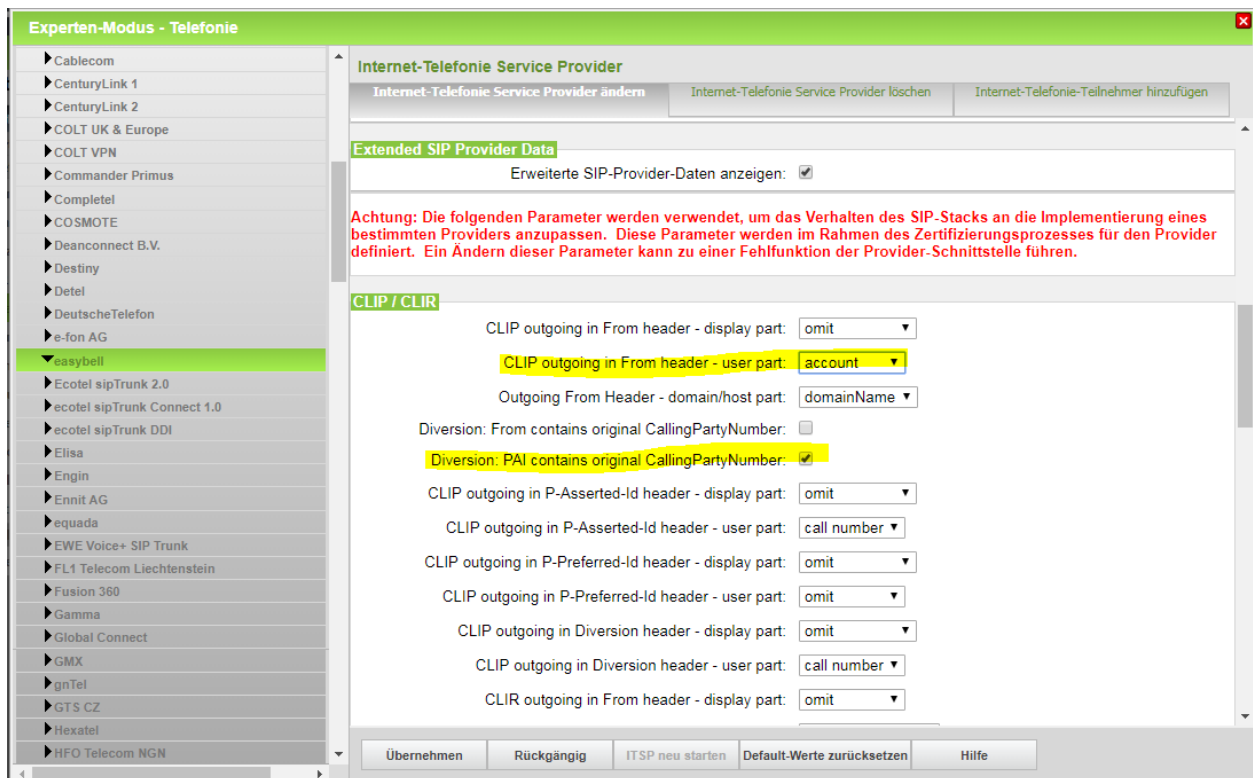 Experten-Modus - Telefonie
Cablecom
CenturyLink 1
CenturyLink 2
COLT UK & Europe
COLT VPN
Commander Primus
Completel
COSMOTE
Deanconnect B.V.
Destiny
Detel
DeutscheTelefon
e-fon AG
easybell
Ecotel sipTrunk 2.0
ecotel sipTrunk Connect 1.0
ecotel sipTrunk DDI
Elisa
Engin
Ennit AG
equada
EWE Voice+ SIP Trunk
FL1 Telecom Liechtenstein
Fusion 360
Gamma
Global Connect
GMX
gnTel
GTS CZ
Hexatel
HFO Telecom NGN
Internet-Telefonie Service Provider
Internet-Telefonie Service Provider ändern
Internet-Telefonie Service Provider löschen
Internet-Telefonie-Teilnehmer hinzufügen
Extended SIP Provider Data
Erweiterte SIP-Provider-Daten anzeigen:
Achtung: Die folgenden Parameter werden verwendet, um das Verhalten des SIP-Stacks an die Implementierung eines
bestimmten Providers anzupassen. Diese Parameter werden im Rahmen des Zertifizierungsprozesses für den Provider
definiert. Ein Ändern dieser Parameter kann zu einer Fehlfunktion der Provider-Schnittstelle führen.
CLIP / CLIR
CLIP outgoing in From header - display part: omit
CLIP outgoing in From header - user part: account
Outgoing From Header - domain/host part: domainName
Diversion: From contains original CallingPartyNumber:
Diversion: PAI contains original CallingPartyNumber:
CLIP outgoing in P-Asserted-Id header - display part: omit
CLIP outgoing in P-Asserted-Id header - user part: call number
CLIP outgoing in P-Preferred-Id header - display part: omit
CLIP outgoing in P-Preferred-Id header - user part: omit
CLIP outgoing in Diversion header - display part: omit
CLIP outgoing in Diversion header - user part: call number
CLIR outgoing in From header - display part: omit
Übernehmen
Rückgängig
ITSP neu starten
Default-Werte zurücksetzen
Hilfe